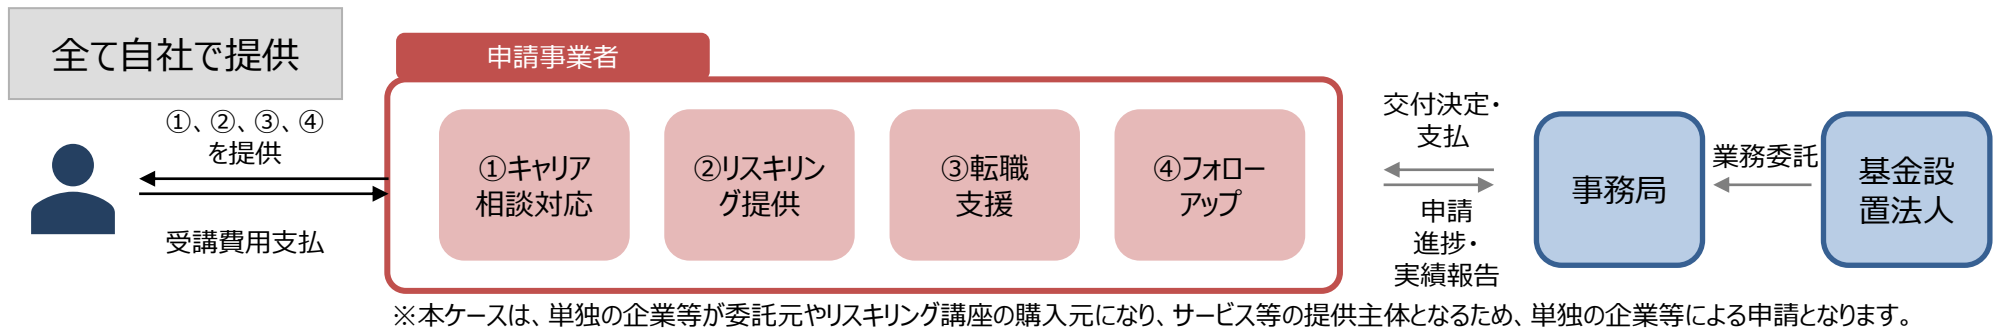 全て自社で提供
申請事業者
①、②、③、④
を提供
受講費用支払
①キャリア
相談対応
②リスキリン
グ提供
③転職
支援
④フォロー
アップ
交付決定・
支払
申請
進捗・
実績報告
事務局
業務委託
基金設
置法人
※本ケースは、単独の企業等が委託元やリスキリング講座の購入元になり、サービス等の提供主体となるため、単独の企業等による申請となります。